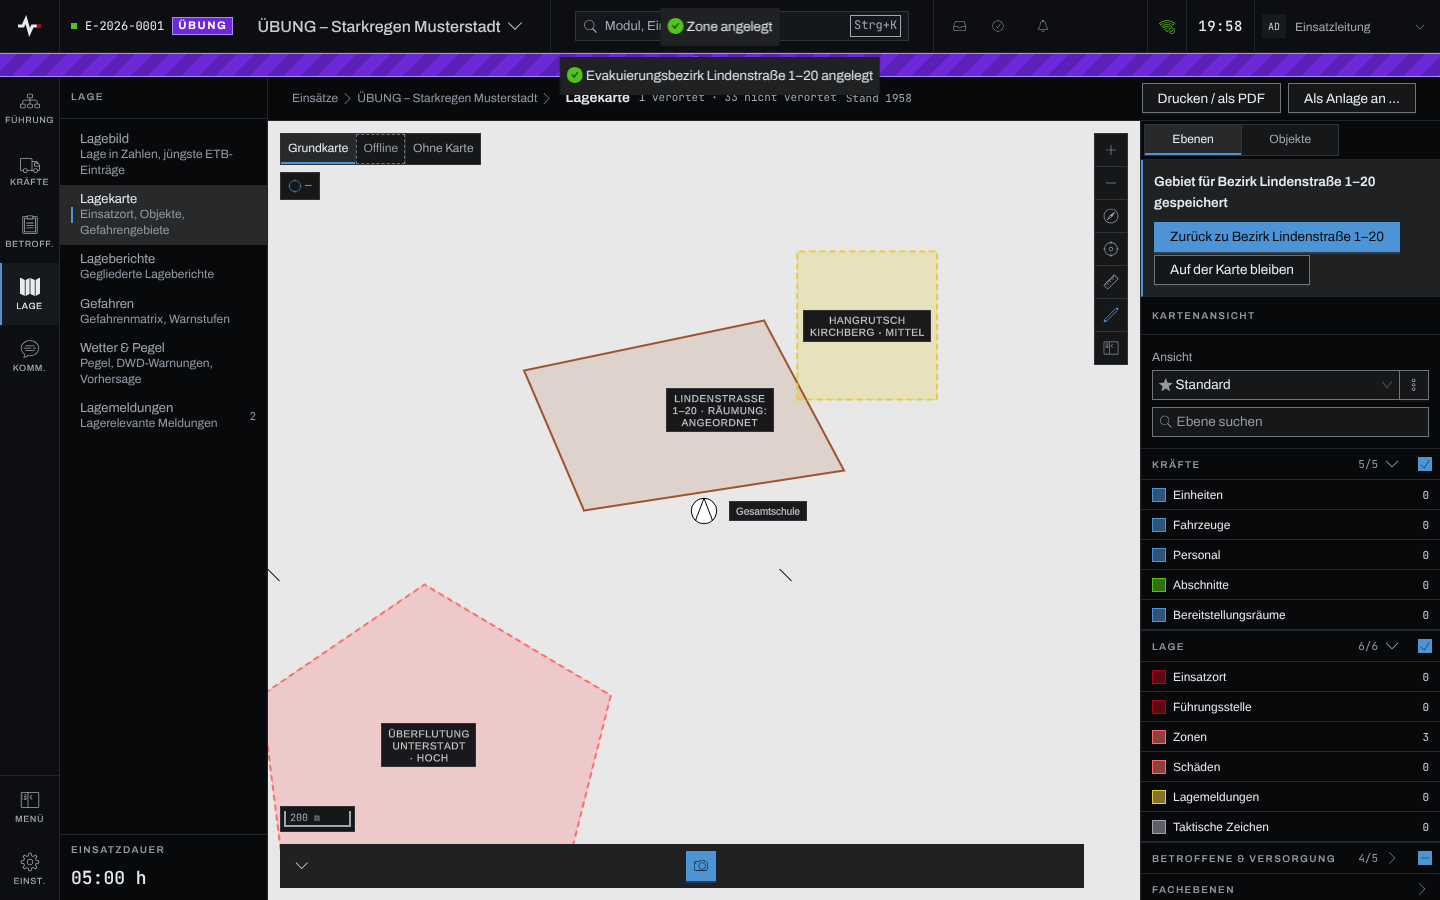 E-2026-0001 ÜBUNG
ÜBUNG – Starkregen Musterstadt
Modul, Ei
Strg+K
Zone angelegt
19:58
AD Einsatzleitung
Evakuierungsbezirk Lindenstraße 1–20 angelegt
FÜHRUNG
KRÄFTE
BETROFF.
LAGE
KOMM.
MENÜ
EINST.
LAGE
Lagebild
Lage in Zahlen, jüngste ETB-
Einträge
Lagekarte
Einsatzort, Objekte,
Gefahrengebiete
Lageberichte
Gegliederte Lageberichte
Gefahren
Gefahrenmatrix, Warnstufen
Wetter & Pegel
Pegel, DWD-Warnungen,
Vorhersage
Lagemeldungen
Lagerelevante Meldungen
2
EINSATZDAUER
05:00 h
Einsätze
ÜBUNG – Starkregen Musterstadt
Lagekarte
1 verortet · 33 nicht verortet Stand 1958
Drucken / als PDF
Als Anlage an ...
Grundkarte
Offline
Ohne Karte
–
HANGRUTSCH
KIRCHBERG · MITTEL
LINDENSTRASSE
1–20 · RÄUMUNG:
ANGEORDNET
Gesamtschule
ÜBERFLUTUNG
UNTERSTADT
· HOCH
200 m
Ebenen
Objekte
Gebiet für Bezirk Lindenstraße 1–20
gespeichert
Zurück zu Bezirk Lindenstraße 1–20
Auf der Karte bleiben
KARTENANSICHT
Ansicht
Standard
Ebene suchen
KRÄFTE 5/5
Einheiten 0
Fahrzeuge 0
Personal 0
Abschnitte 0
Bereitstellungsräume 0
LAGE 6/6
Einsatzort 0
Führungsstelle 0
Zonen 3
Schäden 0
Lagemeldungen 0
Taktische Zeichen 0
BETROFFENE & VERSORGUNG 4/5
FACHEBENEN